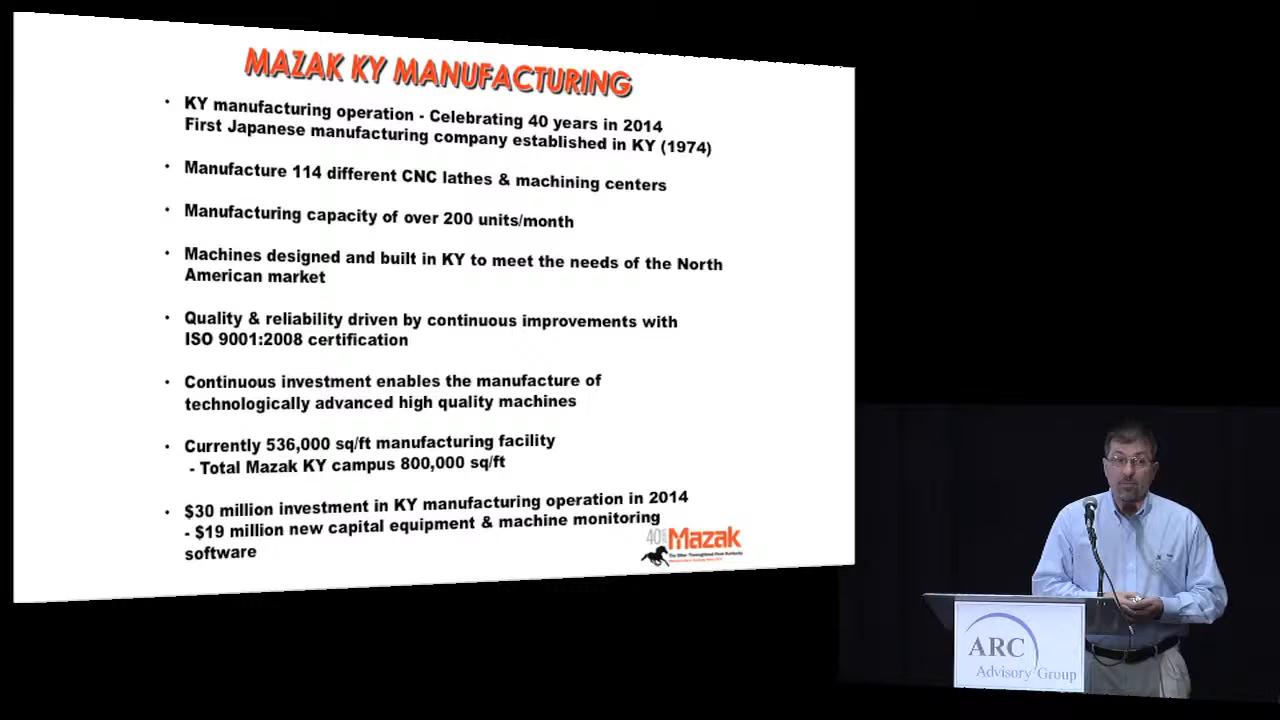 MAZAK KY MANUFACTURING
• KY manufacturing operation - Celebrating 40 years in 2014
First Japanese manufacturing company established in KY (1974)
• Manufacture 114 different CNC lathes & machining centers
• Manufacturing capacity of over 200 units/month
• Machines designed and built in KY to meet the needs of the North
American market
• Quality & reliability driven by continuous improvements with
ISO 9001:2008 certification
• Continuous investment enables the manufacture of
technologically advanced high quality machines
• Currently 536,000 sq/ft manufacturing facility
- Total Mazak KY campus 800,000 sq/ft
• $30 million investment in KY manufacturing operation in 2014
- $19 million new capital equipment & machine monitoring
software
40 Mazak
ARC
Advisory Group